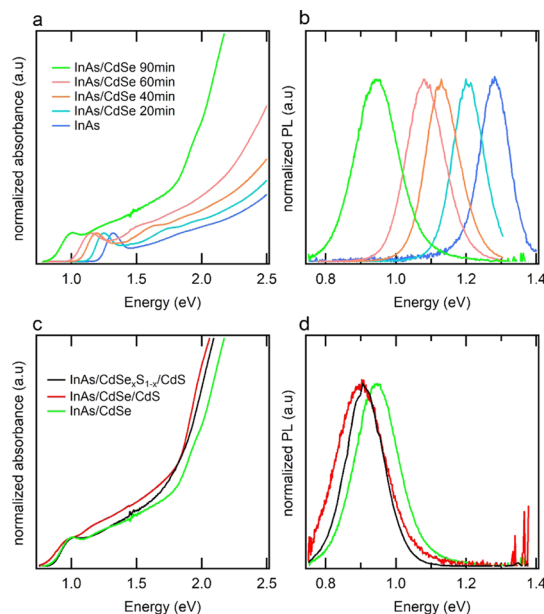 a
normalized absorbance (a.u)
InAs/CdSe 90min
InAs/CdSe 60min
InAs/CdSe 40min
InAs/CdSe 20min
InAs
1.0 1.5 2.0 2.5
Energy (eV)
b
normalized PL (a.u)
0.8 1.0 1.2 1.4
Energy (eV)
c
normalized absorbance (a.u)
InAs/CdSexS1-x/CdS
InAs/CdSe/CdS
InAs/CdSe
1.0 1.5 2.0 2.5
Energy (eV)
d
normalized PL (a.u)
0.8 1.0 1.2 1.4
Energy (eV)